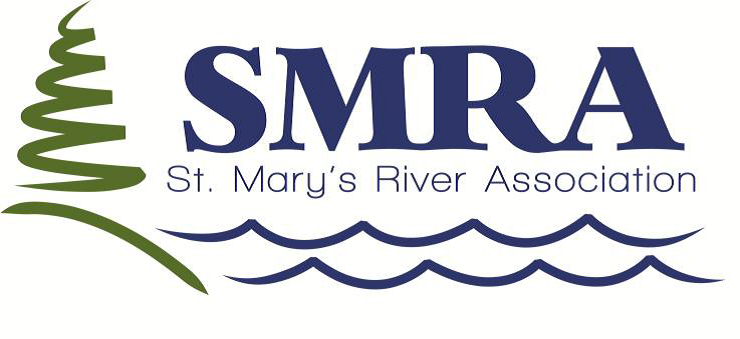 SMRA
St. Mary's River Association